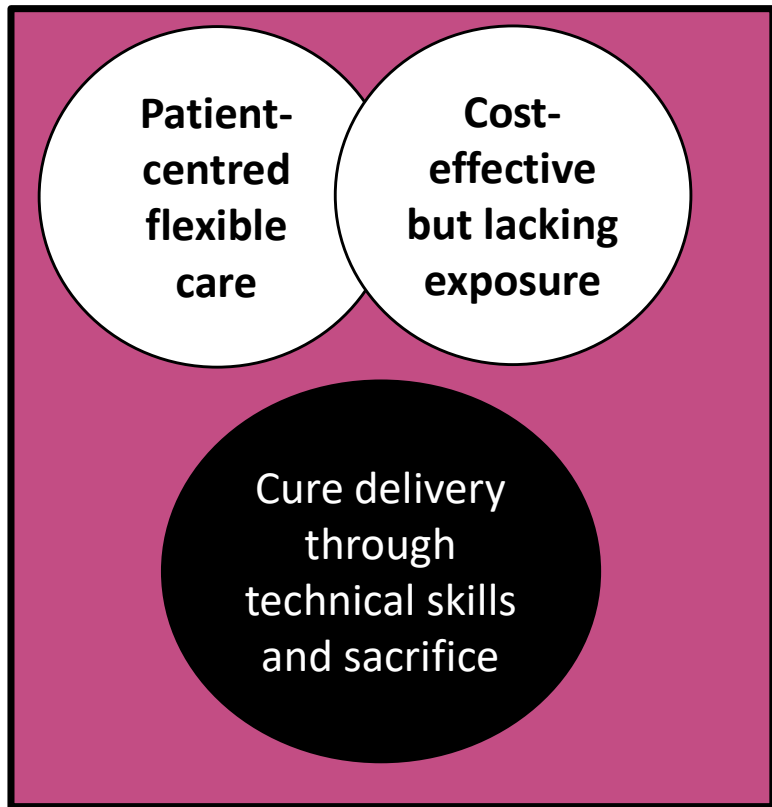 Patient-
centred
flexible
care
Cost-
effective
but lacking
exposure
Cure delivery
through
technical skills
and sacrifice